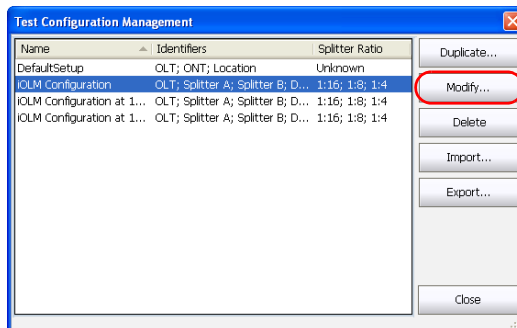 Test Configuration Management
Name Identifiers Splitter Ratio
DefaultSetup OLT; ONT; Location Unknown
iOLM Configuration OLT; Splitter A; Splitter B; D... 1:16; 1:8; 1:4
iOLM Configuration at 1... OLT; Splitter A; Splitter B; D... 1:16; 1:8; 1:4
iOLM Configuration at 1... OLT; Splitter A; Splitter B; D... 1:16; 1:8; 1:4
Duplicate...
Modify...
Delete
Import...
Export...
Close